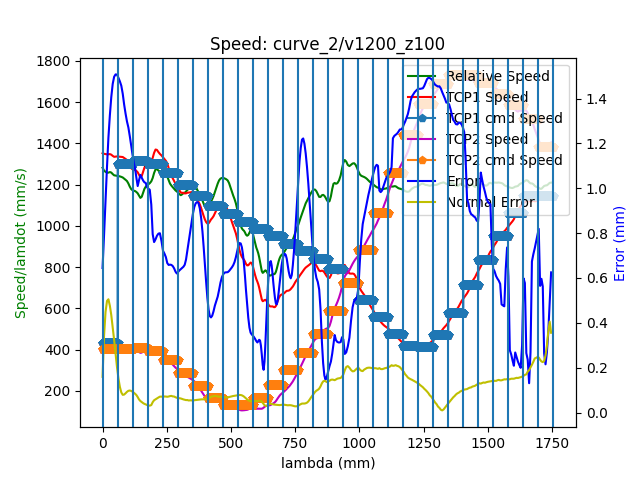 Speed: curve_2/v1200_z100
1800
1600
1400
1200
1000
800
600
400
200
Speed/lamdot (mm/s)
Relative Speed
TCP1 Speed
TCP1 cmd Speed
TCP2 Speed
TCP2 cmd Speed
Error
Normal Error
1.4
1.2
1.0
0.8
0.6
0.4
0.2
0.0
Error (mm)
0 250 500 750 1000 1250 1500 1750
lambda (mm)